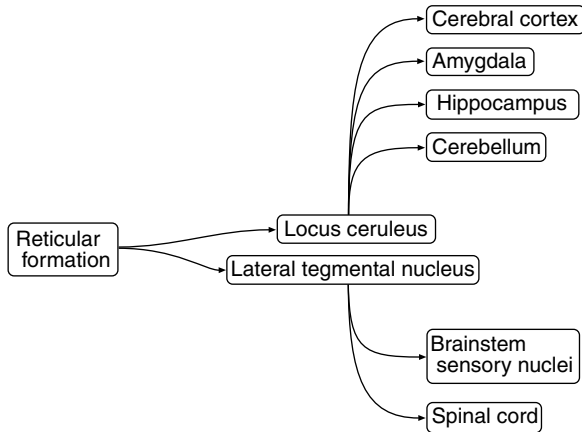 Cerebral cortex
Amygdala
Hippocampus
Cerebellum
Locus ceruleus
Reticular
formation
Lateral tegmental nucleus
Brainstem
sensory nuclei
Spinal cord